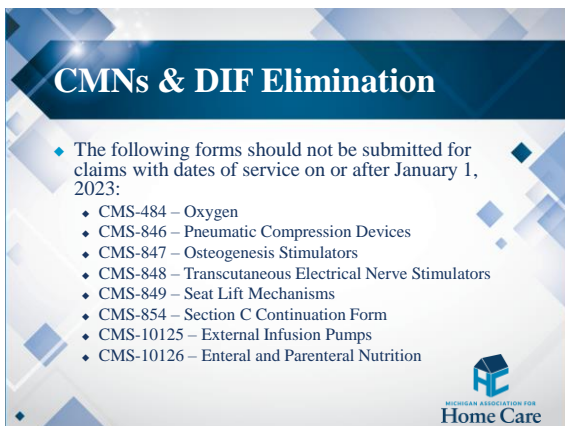 CMNs & DIF Elimination
The following forms should not be submitted for
claims with dates of service on or after January 1,
2023:
CMS-484 – Oxygen
CMS-846 – Pneumatic Compression Devices
CMS-847 – Osteogenesis Stimulators
CMS-848 – Transcutaneous Electrical Nerve Stimulators
CMS-849 – Seat Lift Mechanisms
CMS-854 – Section C Continuation Form
CMS-10125 – External Infusion Pumps
CMS-10126 – Enteral and Parenteral Nutrition
HC
MICHIGAN ASSOCIATION FOR
Home Care